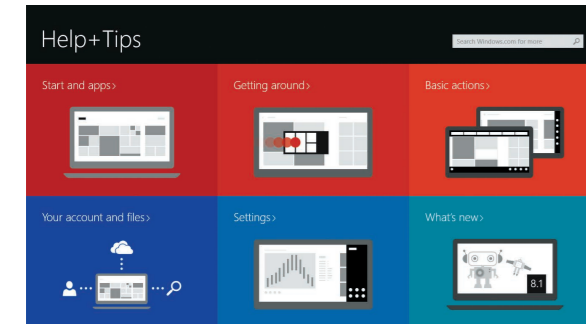 Help+Tips
Search Windows.com for more
Start and apps›
Getting around›
Basic actions›
Your account and files›
Settings›
What's new›
8.1